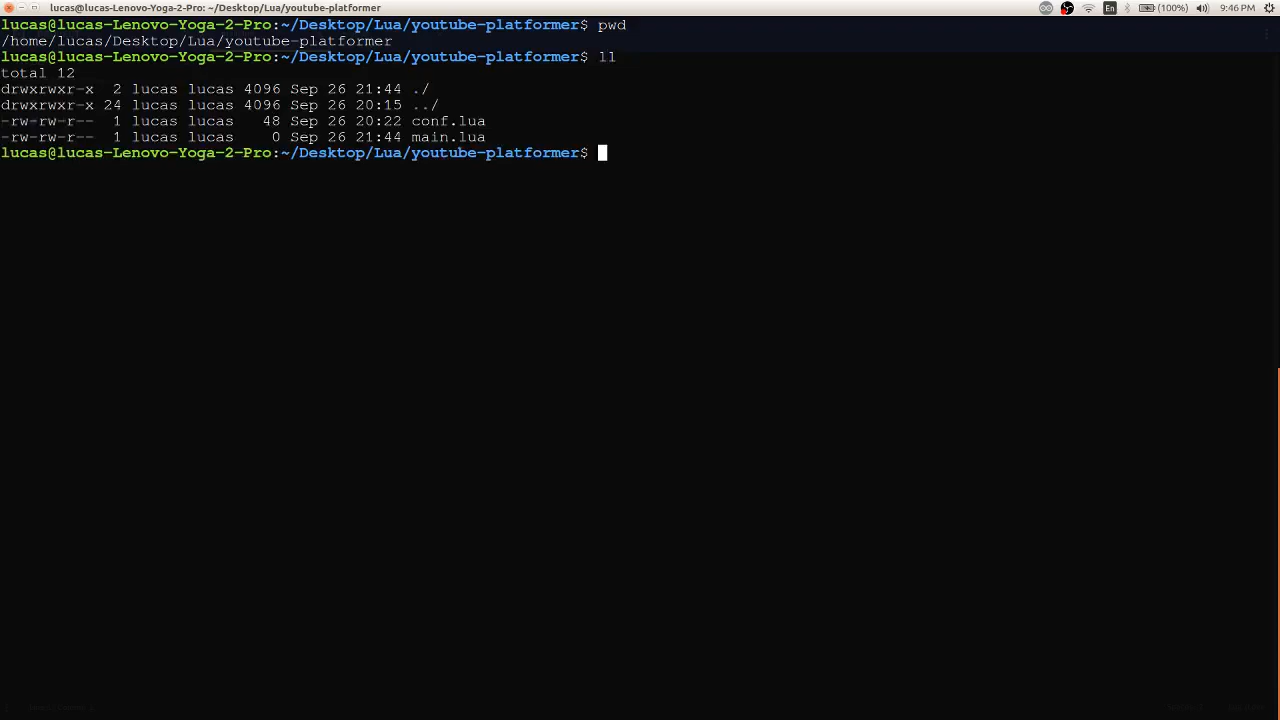 lucas@lucas-Lenovo-Yoga-2-Pro: ~/Desktop/Lua/youtube-platformer En (100%) 9:46 PM
lucas@lucas-Lenovo-Yoga-2-Pro:~/Desktop/Lua/youtube-platformer$ pwd
/home/lucas/Desktop/Lua/youtube-platformer
lucas@lucas-Lenovo-Yoga-2-Pro:~/Desktop/Lua/youtube-platformer$ ll
total 12
drwxrwxr-x  2 lucas lucas 4096 Sep 26 21:44 ./
drwxrwxr-x 24 lucas lucas 4096 Sep 26 20:15 ../
-rw-rw-r--  1 lucas lucas   48 Sep 26 20:22 conf.lua
-rw-rw-r--  1 lucas lucas    0 Sep 26 21:44 main.lua
lucas@lucas-Lenovo-Yoga-2-Pro:~/Desktop/Lua/youtube-platformer$